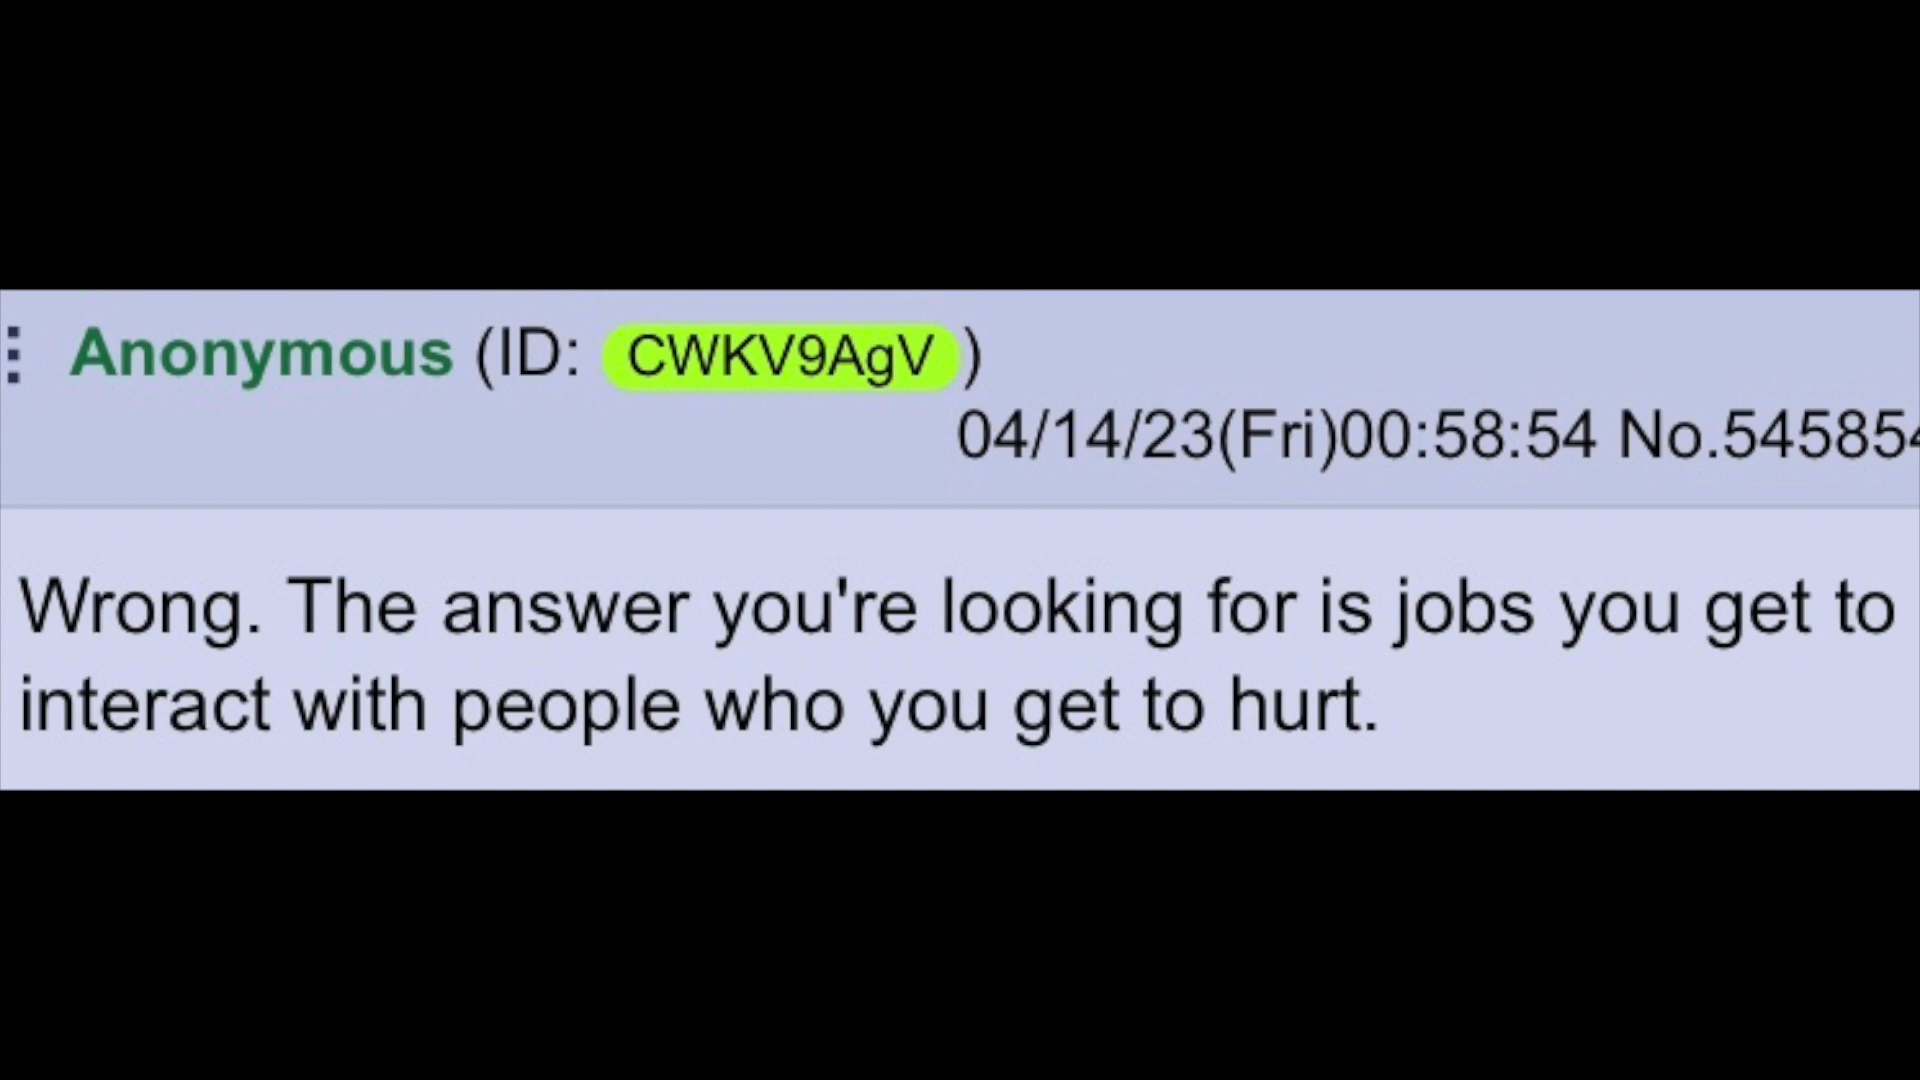 Anonymous (ID: CWKV9AgV)
04/14/23(Fri)00:58:54 No.545854
Wrong. The answer you're looking for is jobs you get to
interact with people who you get to hurt.